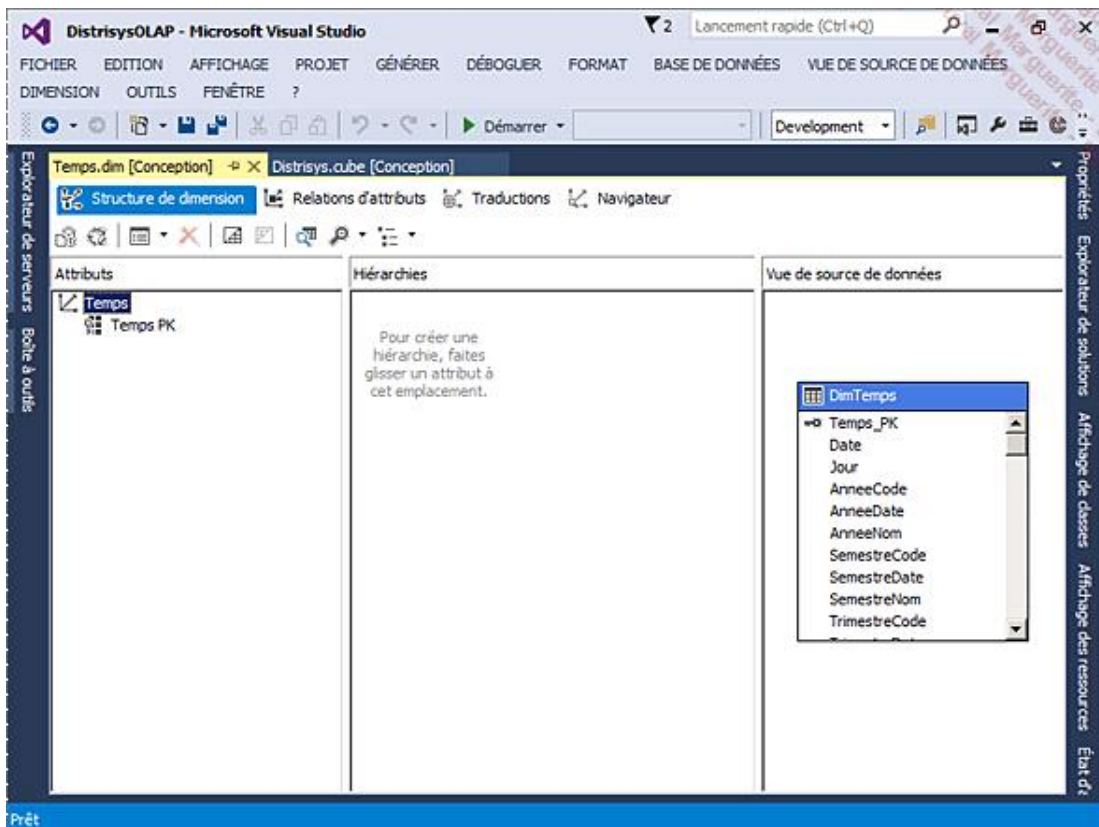 DistrisysOLAP - Microsoft Visual Studio
2
Lancement rapide (Ctrl+Q)
FICHIER EDITION AFFICHAGE PROJET GÉNÉRER DÉBOGUER FORMAT BASE DE DONNÉES VUE DE SOURCE DE DONNÉES
DIMENSION OUTILS FENÊTRE ?
Démarrer
Development
Temps.dim [Conception]
Distrisys.cube [Conception]
Structure de dimension
Relations d'attributs
Traductions
Navigateur
Explorateur de serveurs
Boîte à outils
Attributs
Temps
Temps PK
Hiérarchies
Pour créer une
hiérarchie, faites
glisser un attribut à
cet emplacement.
Vue de source de données
DimTemps
Temps_PK
Date
Jour
AnneeCode
AnneeDate
AnneeNom
SemestreCode
SemestreDate
SemestreNom
TrimestreCode
Propriétés
Explorateur de solutions
Affichage de classes
Affichage des ressources
État d'a
Prêt